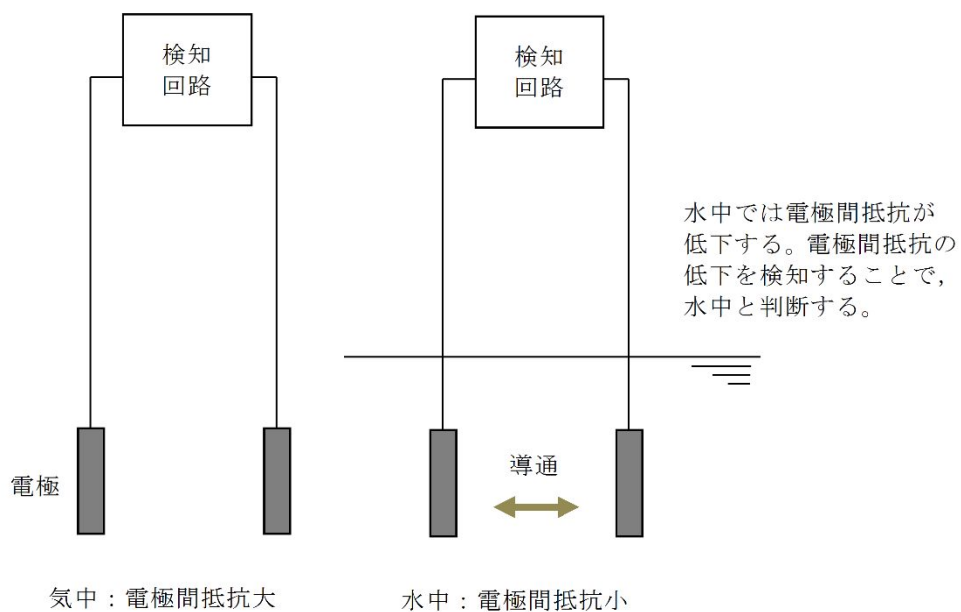 検知
回路
検知
回路
水中では電極間抵抗が
低下する。電極間抵抗の
低下を検知することで,
水中と判断する。
電極
導通
気中:電極間抵抗大
水中:電極間抵抗小